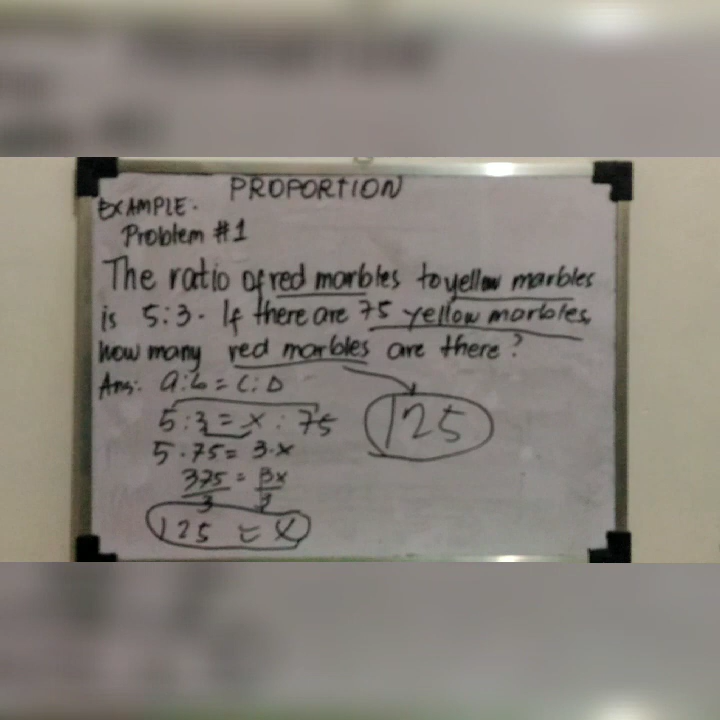 PROPORTION
EXAMPLE.
Problem #1
The ratio of red marbles to yellow marbles
is 5:3. If there are 75 yellow marbles,
how many red marbles are there?
Ans: a:b = c:D
5:3 = x : 75
125
5·75 = 3·x
375/3 = 3x/3
125 = x